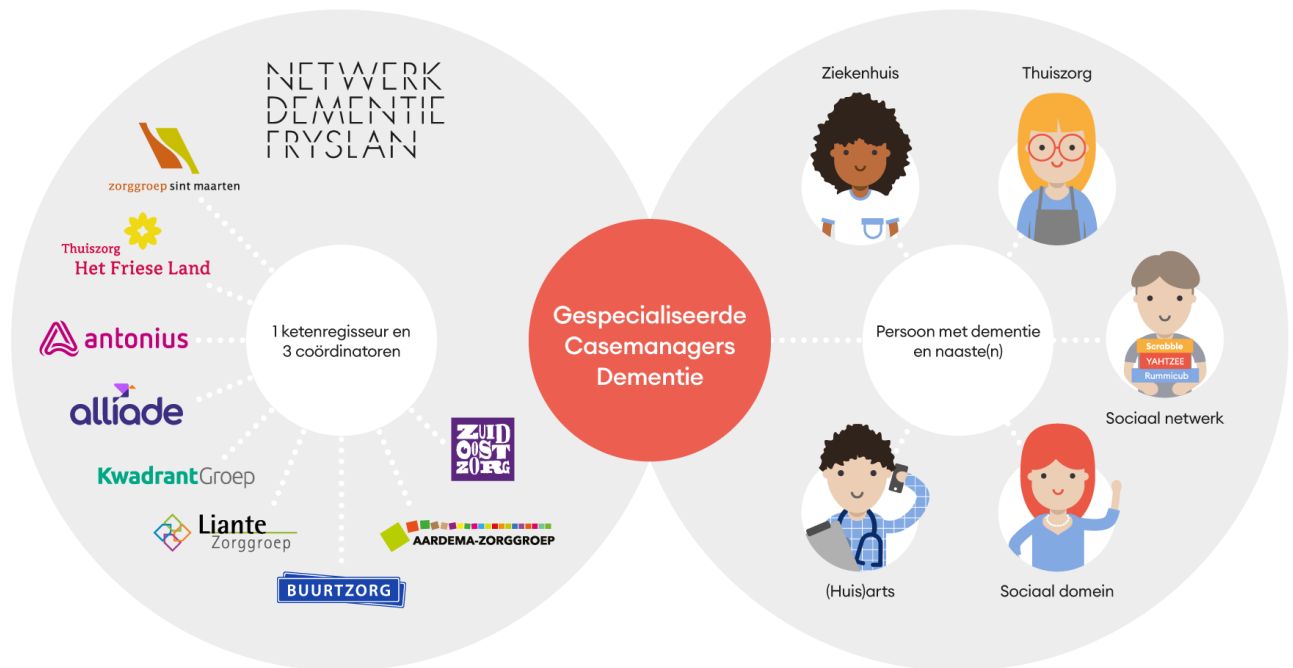 NETWERK
DEMENTIE
FRYSLAN
zorggroep sint maarten
Thuiszorg
Het Friese Land
antonius
alliade
KwadrantGroep
Liante
Zorggroep
BUURTZORG
AARDEMA-ZORGGROEP
ZUID
OOST
ZORG
1 ketenregisseur en
3 coördinatoren
Gespecialiseerde
Casemanagers
Dementie
Persoon met dementie
en naaste(n)
Ziekenhuis
Thuiszorg
Scrabble
YAHTZEE
Rummicub
Sociaal netwerk
Sociaal domein
(Huis)arts